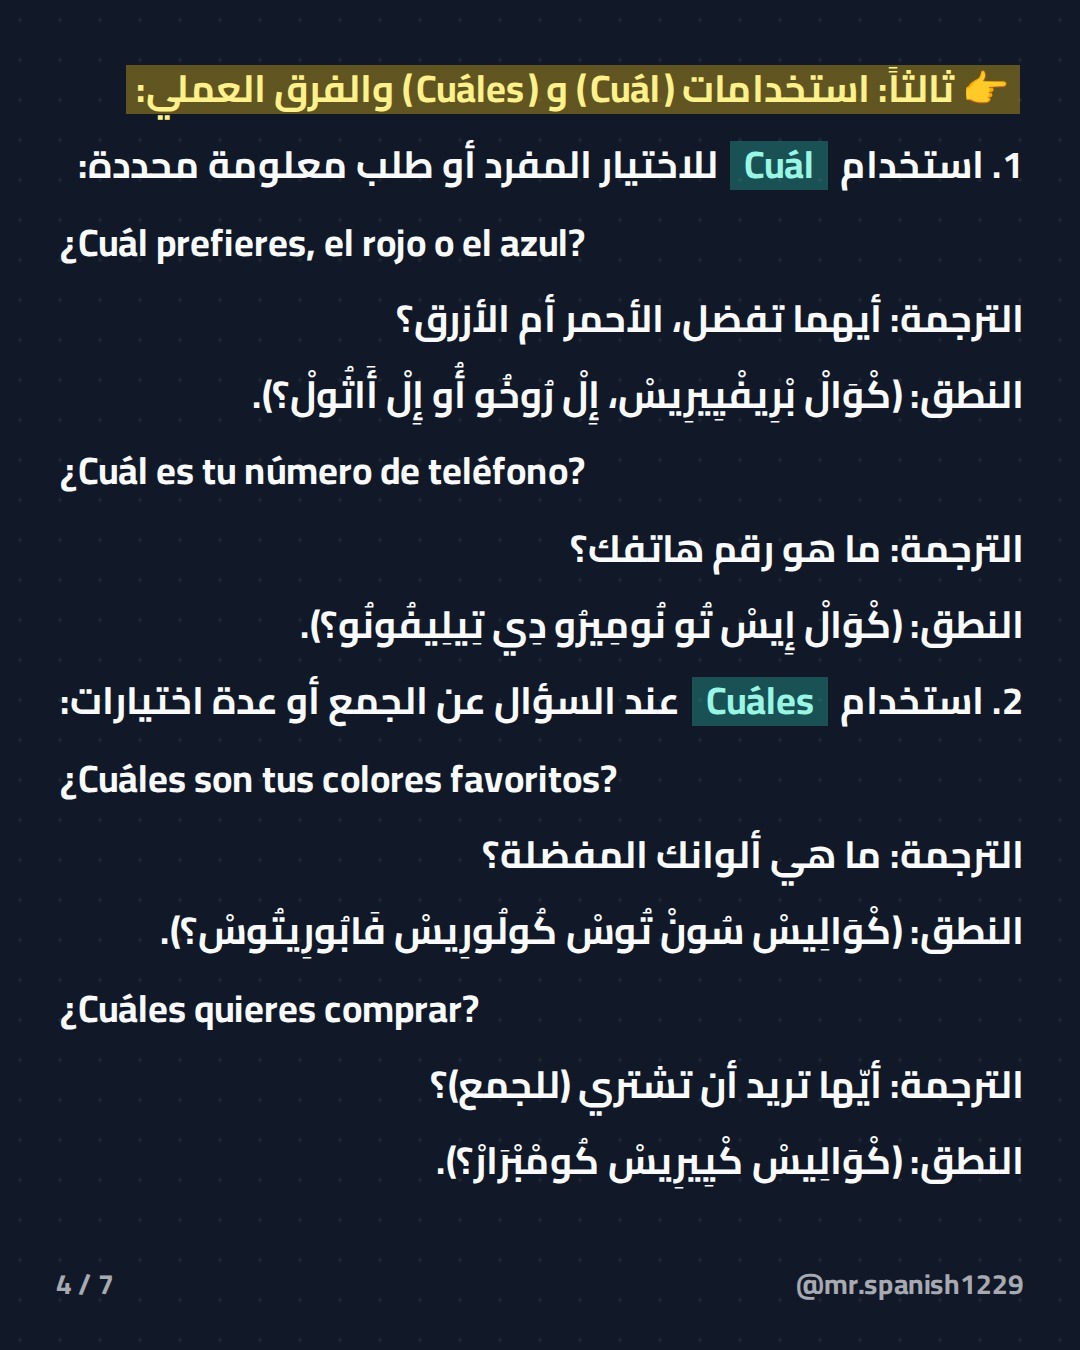 👉 ثالثاً: استخدامات (Cuál) و (Cuáles) والفرق العملي:
1. استخدام Cuál للاختيار المفرد أو طلب معلومة محددة:
¿Cuál prefieres, el rojo o el azul?
الترجمة: أيهما تفضل، الأحمر أم الأزرق؟
النطق: (كْوَالْ بْرِيفْيِيرِيسْ، إِلْ رُوخُو أُو إِلْ أَاثُولْ؟).
¿Cuál es tu número de teléfono?
الترجمة: ما هو رقم هاتفك؟
النطق: (كْوَالْ إِيسْ تُو نُومِيرُو دِي تِيلِيفُونُو؟).
2. استخدام Cuáles عند السؤال عن الجمع أو عدة اختيارات:
¿Cuáles son tus colores favoritos?
الترجمة: ما هي ألوانك المفضلة؟
النطق: (كْوَالِيسْ سُونْ تُوسْ كُولُورِيسْ فَابُورِيتُوسْ؟).
¿Cuáles quieres comprar?
الترجمة: أيّها تريد أن تشتري (للجمع)؟
النطق: (كْوَالِيسْ كْيِيرِيسْ كُومْبْرَارْ؟).
4 / 7
@mr.spanish1229